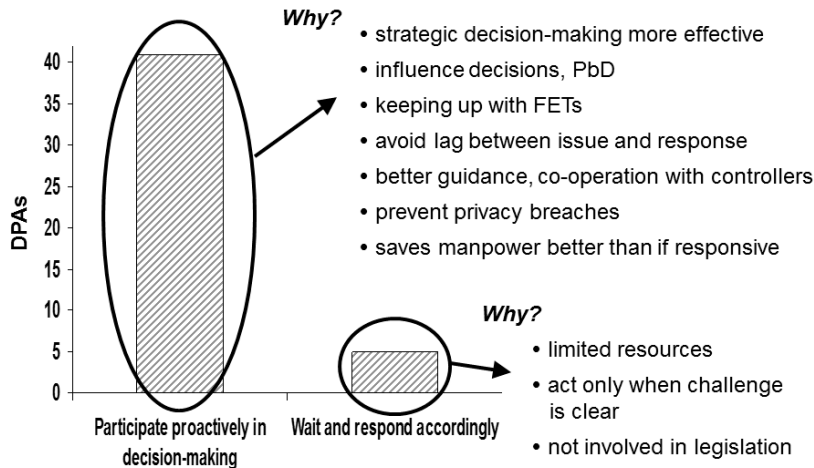 Why?
• strategic decision-making more effective
• influence decisions, PbD
• keeping up with FETs
• avoid lag between issue and response
• better guidance, co-operation with controllers
• prevent privacy breaches
• saves manpower better than if responsive
DPAs
40
35
30
25
20
15
10
5
0
Why?
• limited resources
• act only when challenge
is clear
• not involved in legislation
Participate proactively in
decision-making
Wait and respond accordingly